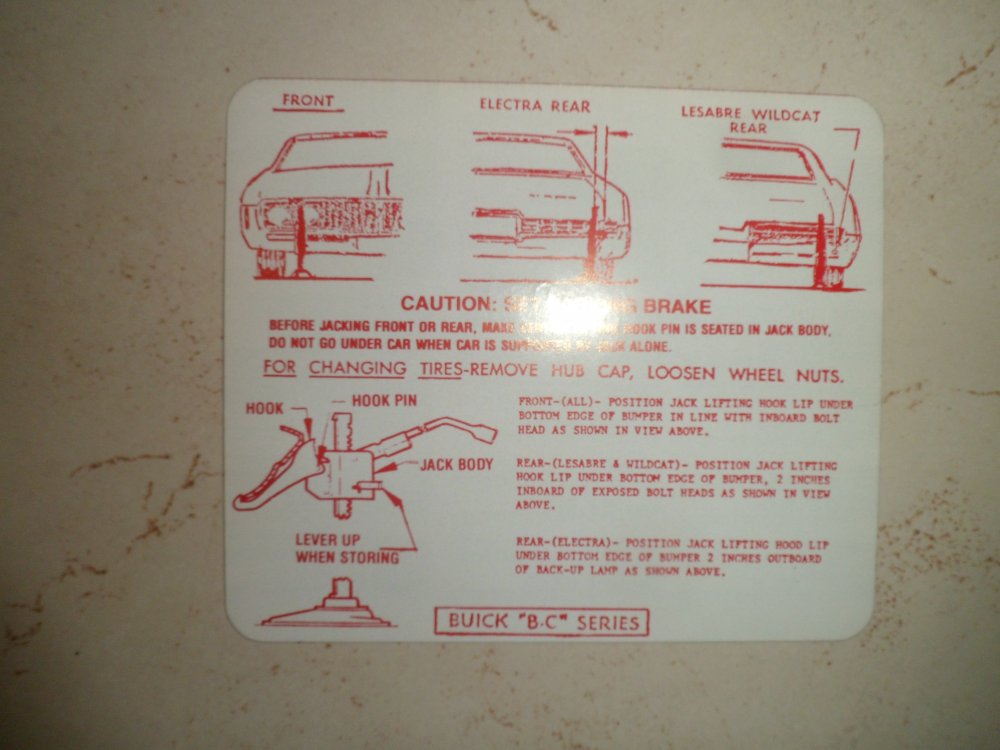 FRONT
ELECTRA REAR
LESABRE WILDCAT
REAR
CAUTION: BRAKE
BEFORE JACKING FRONT OR REAR, HOOK PIN IS SEATED IN JACK BODY.
DO NOT GO UNDER CAR WHEN CAR IS JACK ALONE.
FOR CHANGING TIRES-REMOVE HUB CAP, LOOSEN WHEEL NUTS.
HOOK
HOOK PIN
JACK BODY
LEVER UP
WHEN STORING
FRONT-(ALL)- POSITION JACK LIFTING HOOK LIP UNDER
BOTTOM EDGE OF BUMPER IN LINE WITH INBOARD BOLT
HEAD AS SHOWN IN VIEW ABOVE.
REAR-(LESABRE & WILDCAT)- POSITION JACK LIFTING
HOOK LIP UNDER BOTTOM EDGE OF BUMPER, 2 INCHES
INBOARD OF EXPOSED BOLT HEADS AS SHOWN IN VIEW
ABOVE.
REAR-(ELECTRA)- POSITION JACK LIFTING HOOD LIP
UNDER BOTTOM EDGE OF BUMPER 2 INCHES OUTBOARD
OF BACK-UP LAMP AS SHOWN ABOVE.
BUICK "B-C" SERIES